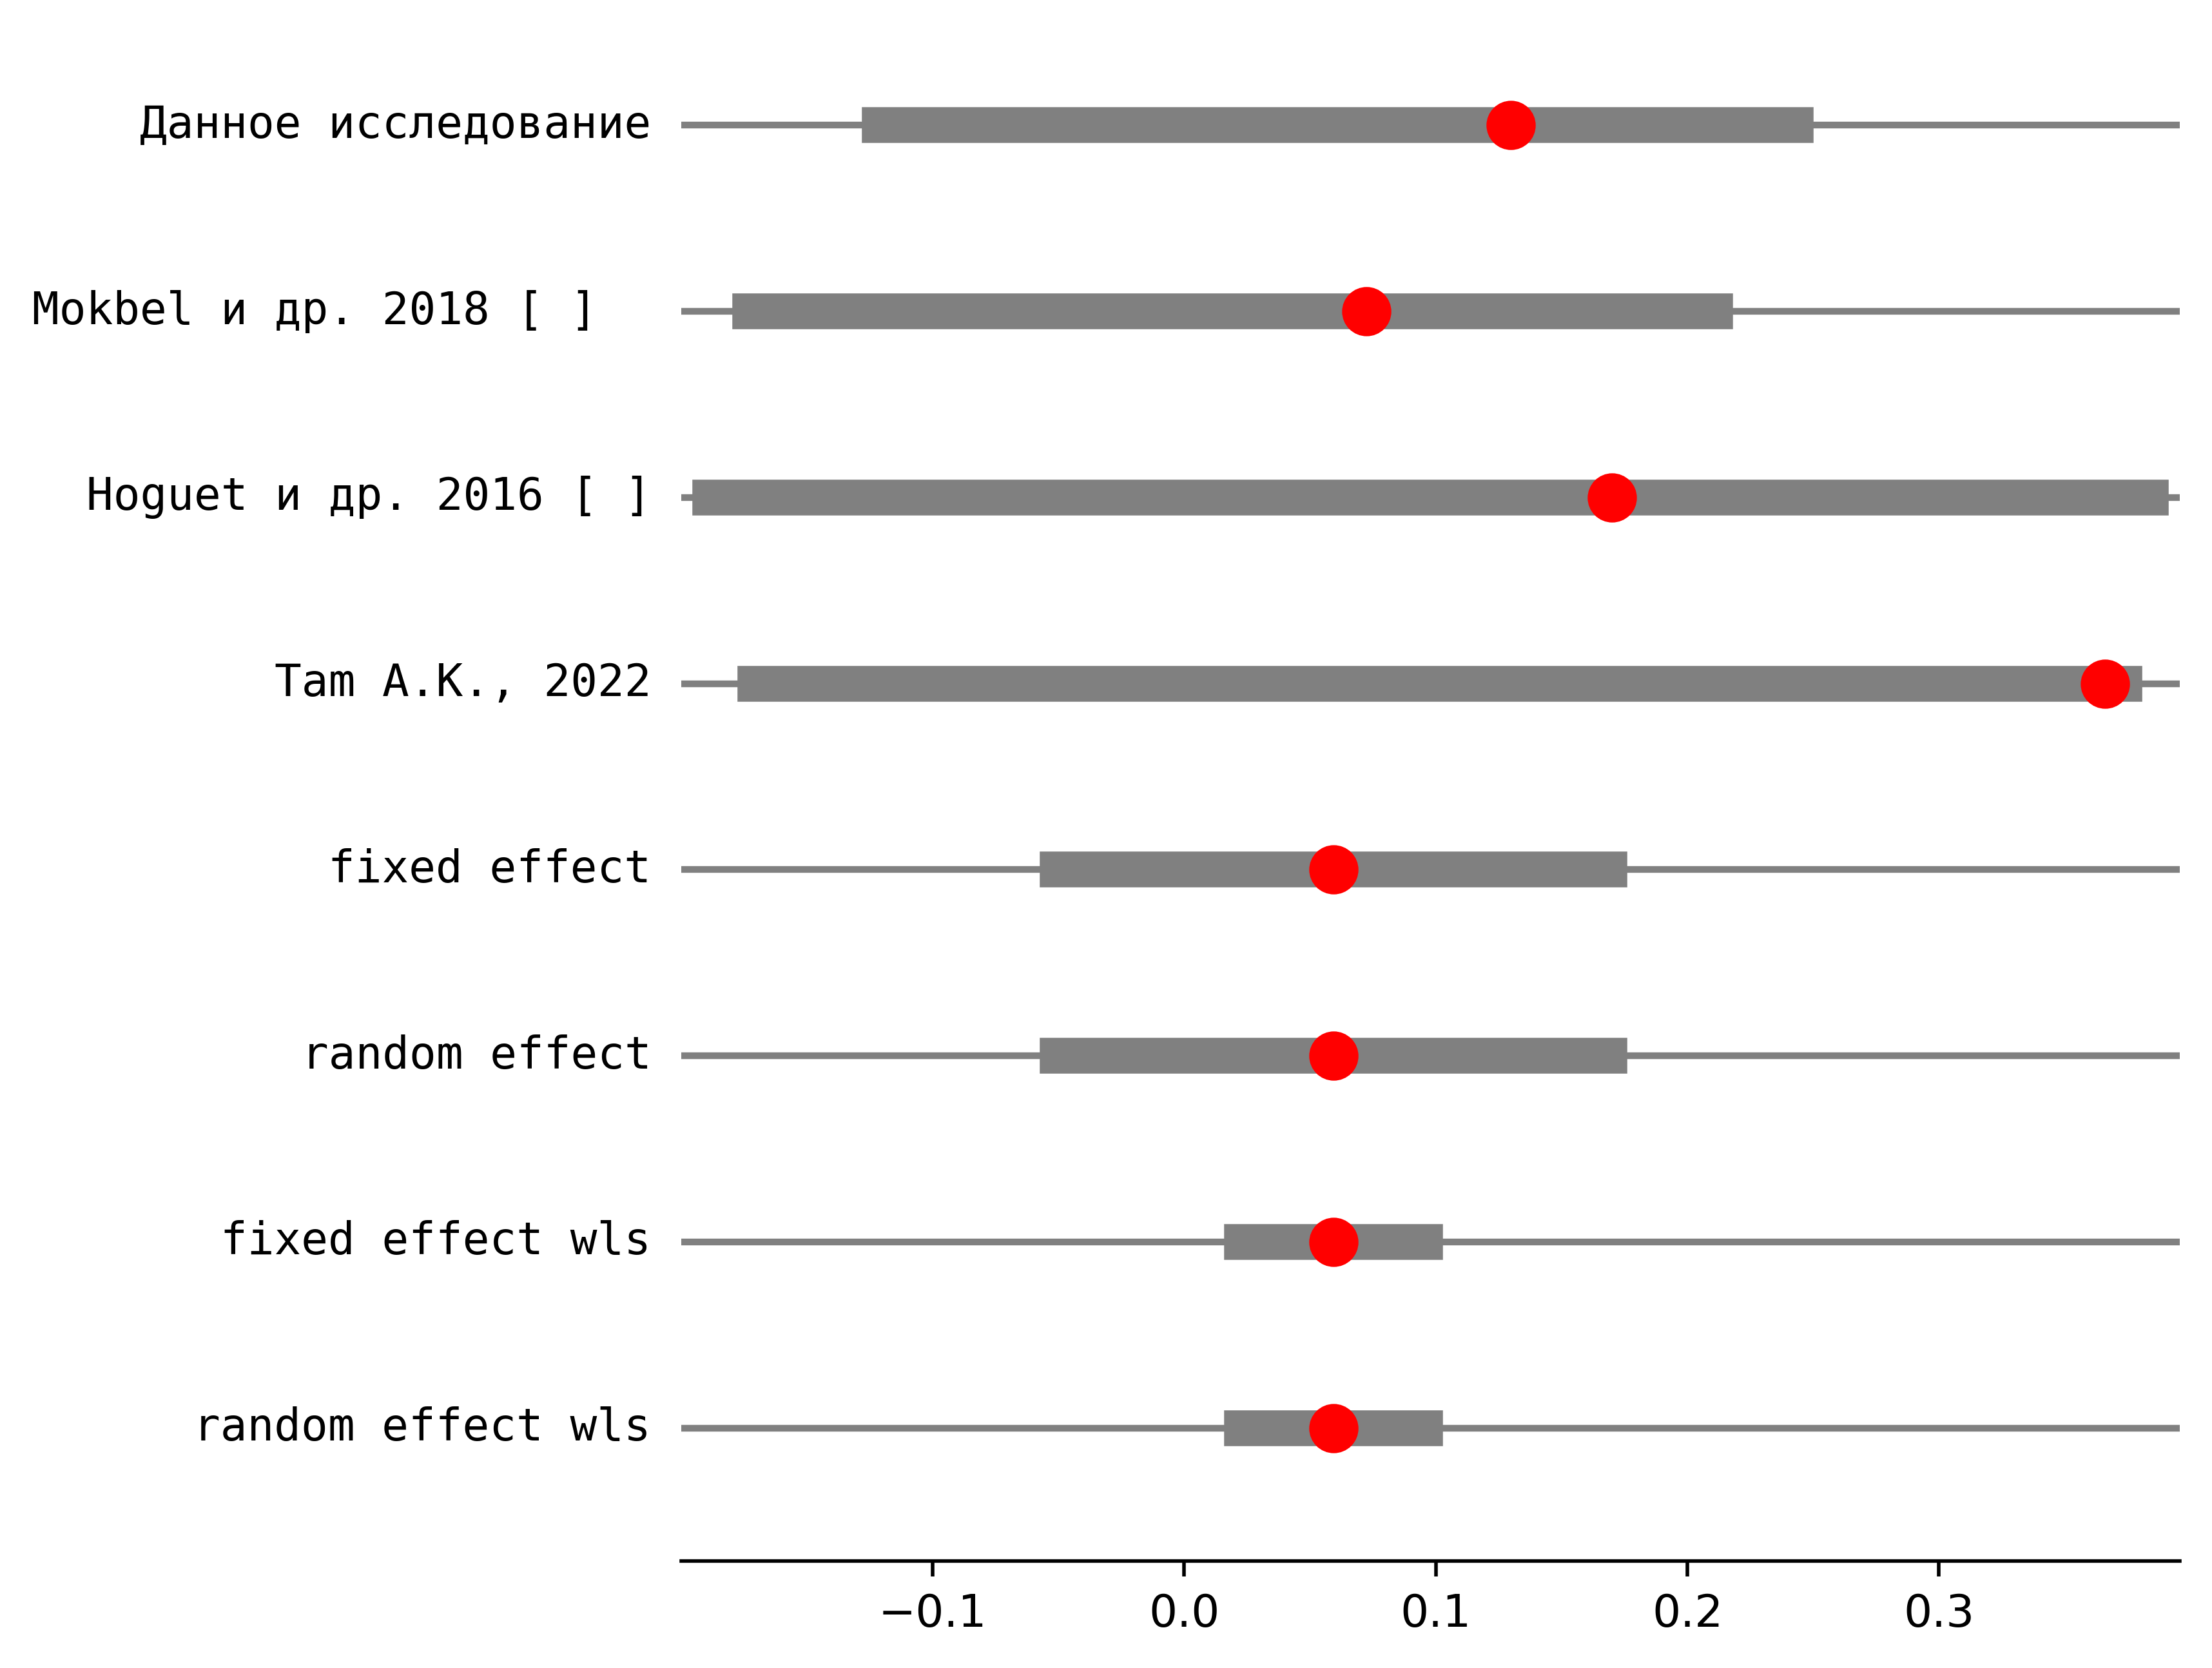 Данное исследование
Mokbel и др. 2018 [ ]
Hoguet и др. 2016 [ ]
Там А.К., 2022
fixed effect
random effect
fixed effect wls
random effect wls
−0.1 0.0 0.1 0.2 0.3